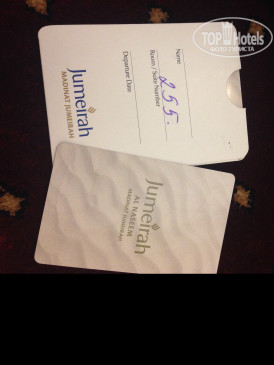 TOP Hotels
ФОТО ТУРИСТА
Name
255.
Room / Suite Number
Departure Date
Jumeirah
MADINAT JUMEIRAH
Jumeirah
AL NASEEM
MADINAT JUMEIRAH